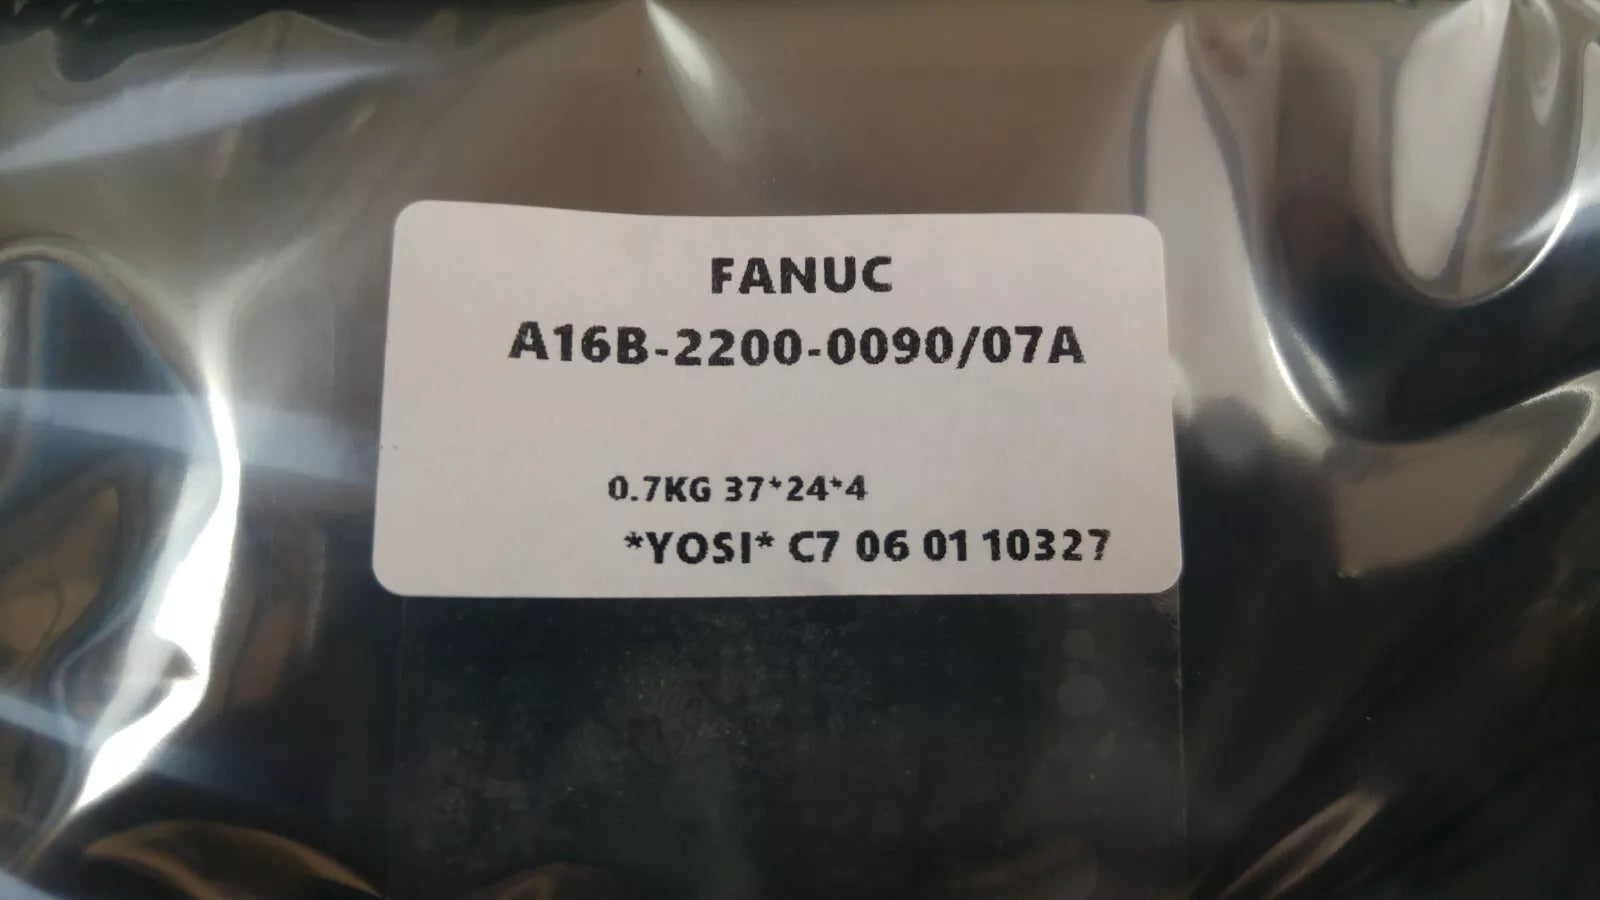 FANUC
A16B-2200-0090/07A
0.7KG 37*24*4
*YOSI* C7 06 01 10327